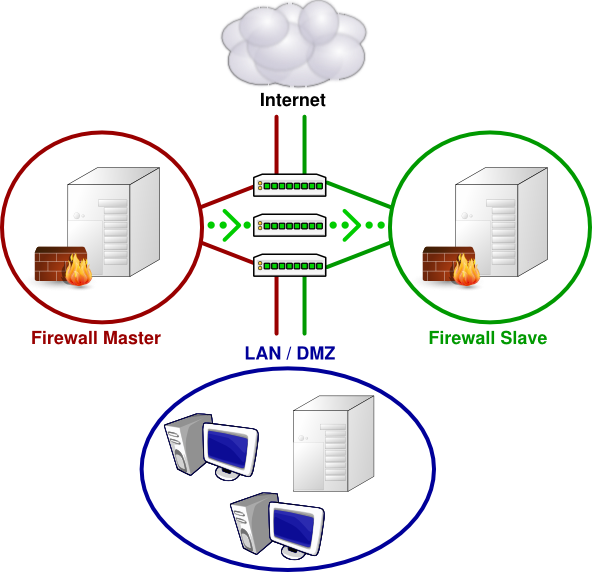 Internet
Firewall Master
Firewall Slave
LAN / DMZ